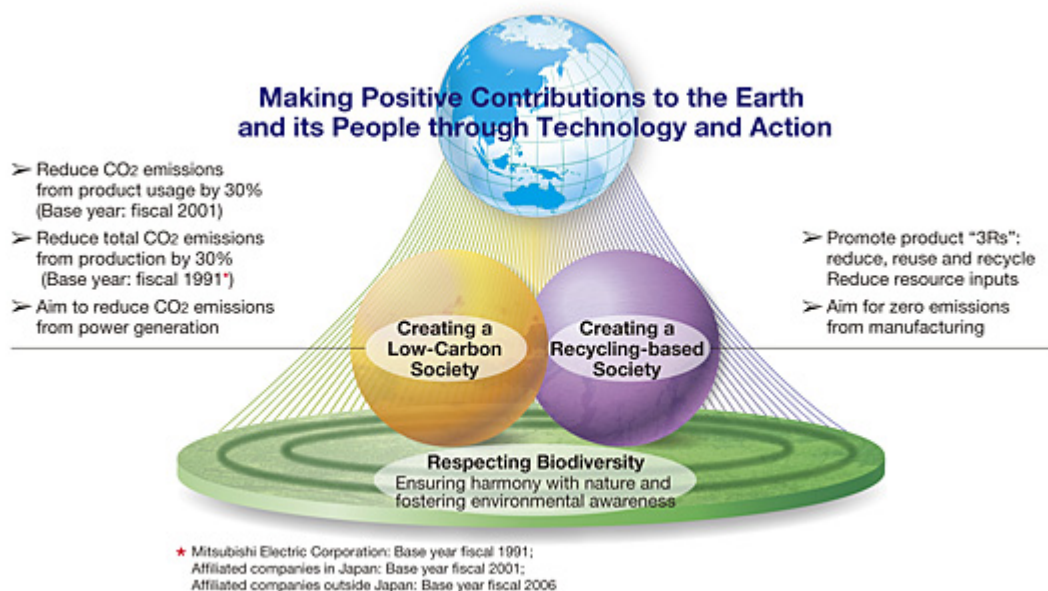 Making Positive Contributions to the Earth
and its People through Technology and Action
➢ Reduce CO2 emissions
from product usage by 30%
(Base year: fiscal 2001)
➢ Reduce total CO2 emissions
from production by 30%
(Base year: fiscal 1991*)
➢ Aim to reduce CO2 emissions
from power generation
➢ Promote product “3Rs”:
reduce, reuse and recycle
Reduce resource inputs
➢ Aim for zero emissions
from manufacturing
Creating a
Low-Carbon
Society
Creating a
Recycling-based
Society
Respecting Biodiversity
Ensuring harmony with nature and
fostering environmental awareness
★ Mitsubishi Electric Corporation: Base year fiscal 1991;
Affiliated companies in Japan: Base year fiscal 2001;
Affiliated companies outside Japan: Base year fiscal 2006